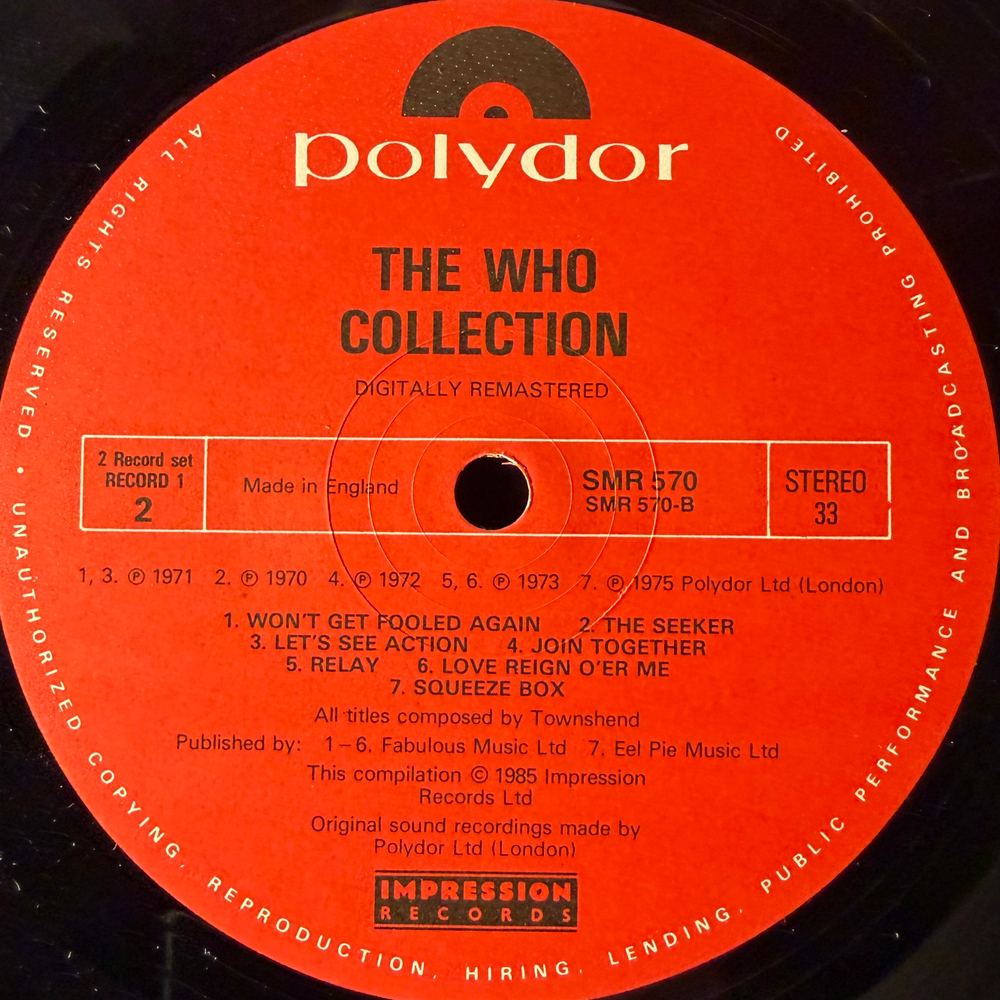 polydor
THE WHO
COLLECTION
DIGITALLY REMASTERED
2 Record set
RECORD 1
2
Made in England
SMR 570
SMR 570-B
STEREO
33
1, 3. ℗ 1971 2. ℗ 1970 4. ℗ 1972 5, 6. ℗ 1973 7. ℗ 1975 Polydor Ltd (London)
1. WON'T GET FOOLED AGAIN 2. THE SEEKER
3. LET'S SEE ACTION 4. JOIN TOGETHER
5. RELAY 6. LOVE REIGN O'ER ME
7. SQUEEZE BOX
All titles composed by Townshend
Published by: 1–6. Fabulous Music Ltd 7. Eel Pie Music Ltd
This compilation © 1985 Impression
Records Ltd
Original sound recordings made by
Polydor Ltd (London)
IMPRESSION
RECORDS
ALL RIGHTS RESERVED • UNAUTHORIZED COPYING, REPRODUCTION, HIRING, LENDING, PUBLIC PERFORMANCE AND BROADCASTING PROHIBITED